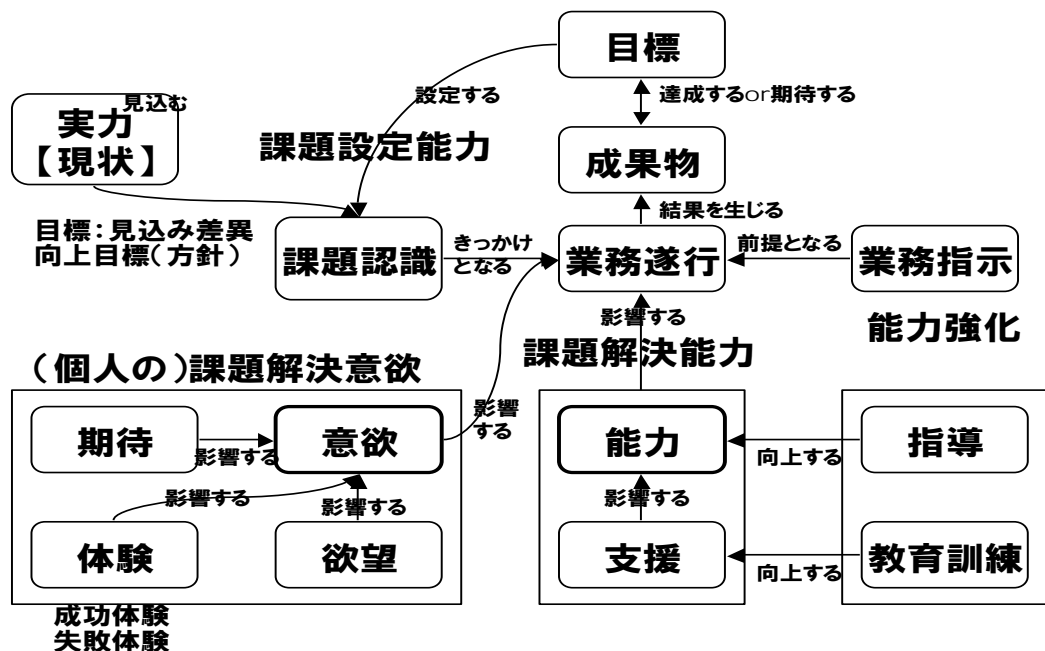 目標
見込む
設定する
達成するor期待する
実力
【現状】
課題設定能力
成果物
結果を生じる
目標:見込み差異
向上目標(方針)
課題認識
きっかけ
となる
業務遂行
前提となる
業務指示
影響する
能力強化
課題解決能力
(個人の)課題解決意欲
期待
影響する
意欲
影響
する
能力
向上する
指導
影響する
影響する
影響する
体験
欲望
支援
向上する
教育訓練
成功体験
失敗体験